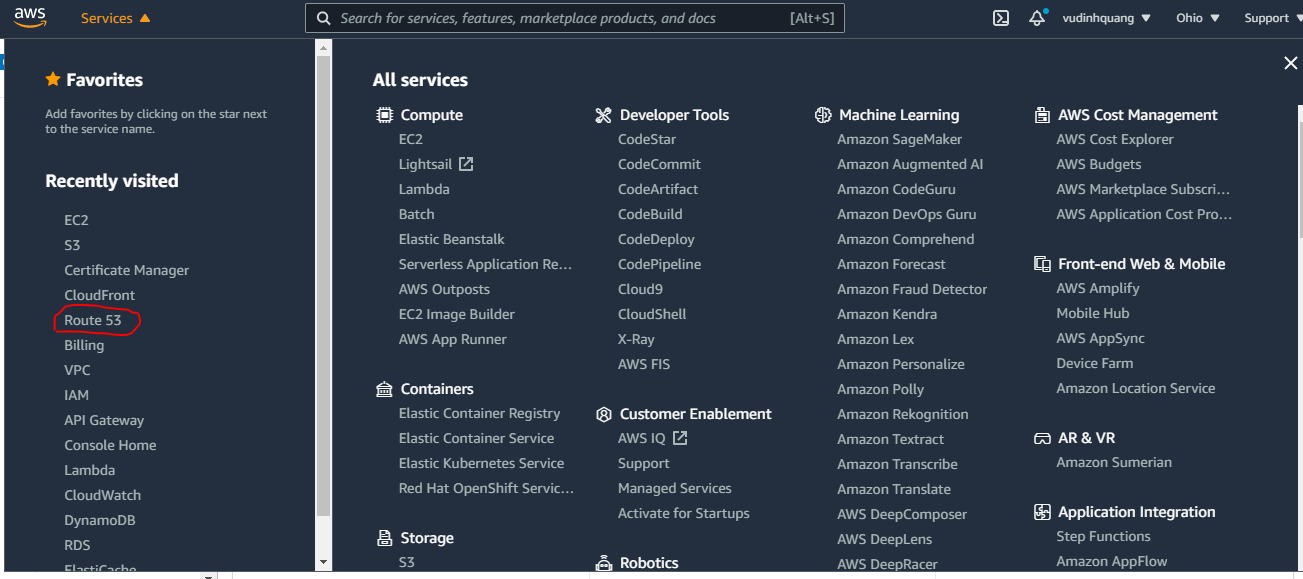 aws
Services
Search for services, features, marketplace products, and docs
[Alt+S]
vudinhquang
Ohio
Support
Favorites
Add favorites by clicking on the star next
to the service name.
Recently visited
EC2
S3
Certificate Manager
CloudFront
Route 53
Billing
VPC
IAM
API Gateway
Console Home
Lambda
CloudWatch
DynamoDB
RDS
ElastiCache
All services
Compute
EC2
Lightsail
Lambda
Batch
Elastic Beanstalk
Serverless Application Re...
AWS Outposts
EC2 Image Builder
AWS App Runner
Containers
Elastic Container Registry
Elastic Container Service
Elastic Kubernetes Service
Red Hat OpenShift Servic...
Storage
S3
Developer Tools
CodeStar
CodeCommit
CodeArtifact
CodeBuild
CodeDeploy
CodePipeline
Cloud9
CloudShell
X-Ray
AWS FIS
Customer Enablement
AWS IQ
Support
Managed Services
Activate for Startups
Robotics
Machine Learning
Amazon SageMaker
Amazon Augmented AI
Amazon CodeGuru
Amazon DevOps Guru
Amazon Comprehend
Amazon Forecast
Amazon Fraud Detector
Amazon Kendra
Amazon Lex
Amazon Personalize
Amazon Polly
Amazon Rekognition
Amazon Textract
Amazon Transcribe
Amazon Translate
AWS DeepComposer
AWS DeepLens
AWS DeepRacer
AWS Cost Management
AWS Cost Explorer
AWS Budgets
AWS Marketplace Subscri...
AWS Application Cost Pro...
Front-end Web & Mobile
AWS Amplify
Mobile Hub
AWS AppSync
Device Farm
Amazon Location Service
AR & VR
Amazon Sumerian
Application Integration
Step Functions
Amazon AppFlow